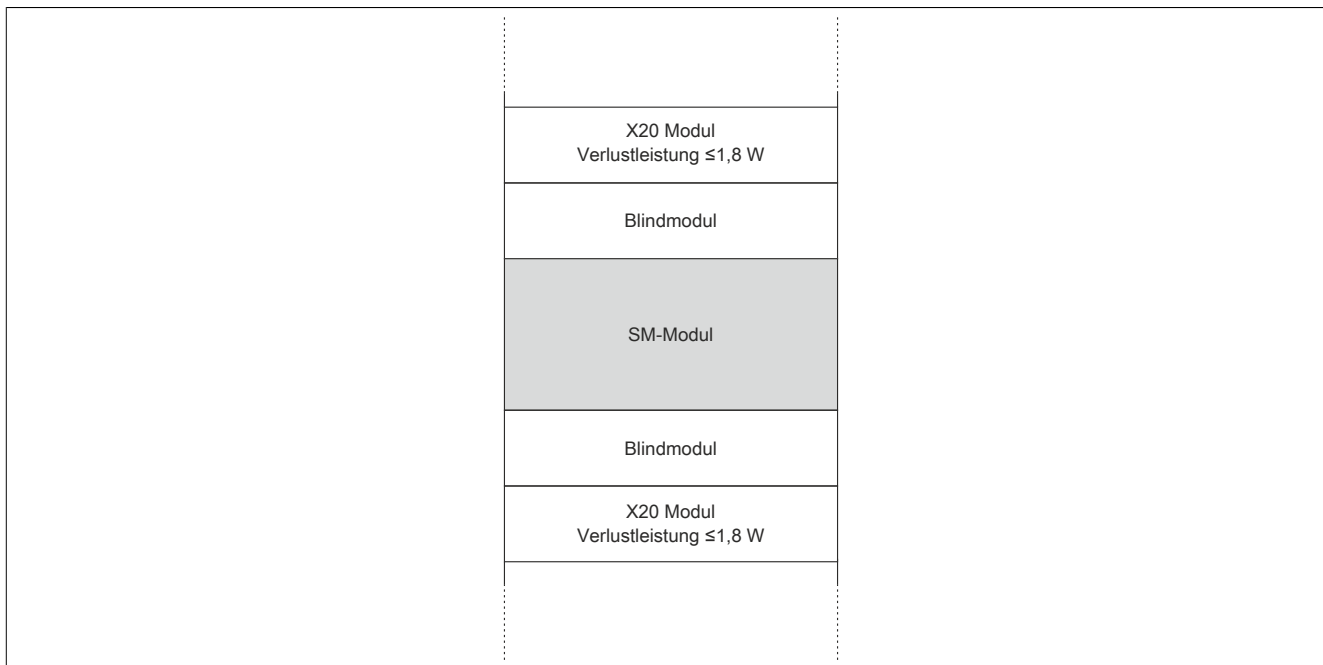 X20 Modul
Verlustleistung ≤1,8 W
Blindmodul
SM-Modul
Blindmodul
X20 Modul
Verlustleistung ≤1,8 W